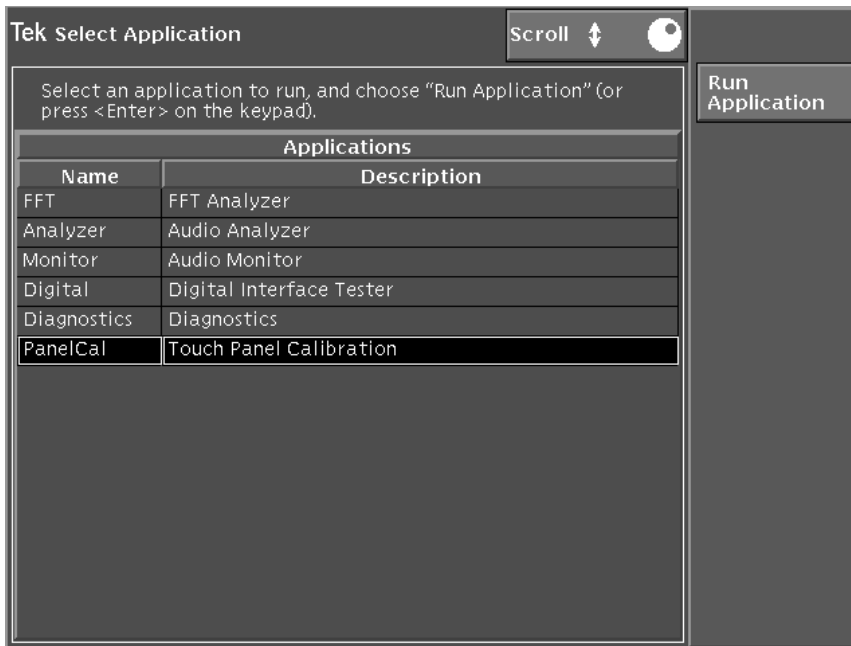 Tek Select Application
Scroll
Run
Application
Select an application to run, and choose “Run Application” (or
press <Enter> on the keypad).
Applications
Name Description
FFT FFT Analyzer
Analyzer Audio Analyzer
Monitor Audio Monitor
Digital Digital Interface Tester
Diagnostics Diagnostics
PanelCal Touch Panel Calibration